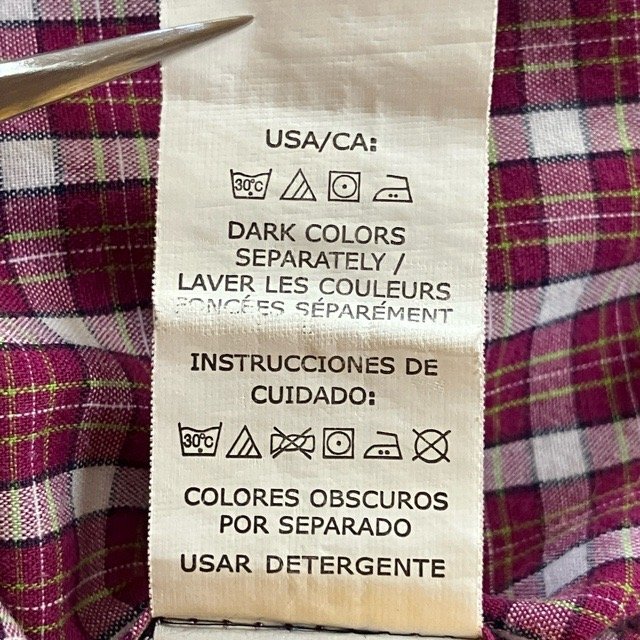 USA/CA:
30°C
DARK COLORS
SEPARATELY /
LAVER LES COULEURS
FONCÉES SÉPARÉMENT
INSTRUCCIONES DE
CUIDADO:
30°C
COLORES OBSCUROS
POR SEPARADO
USAR DETERGENTE